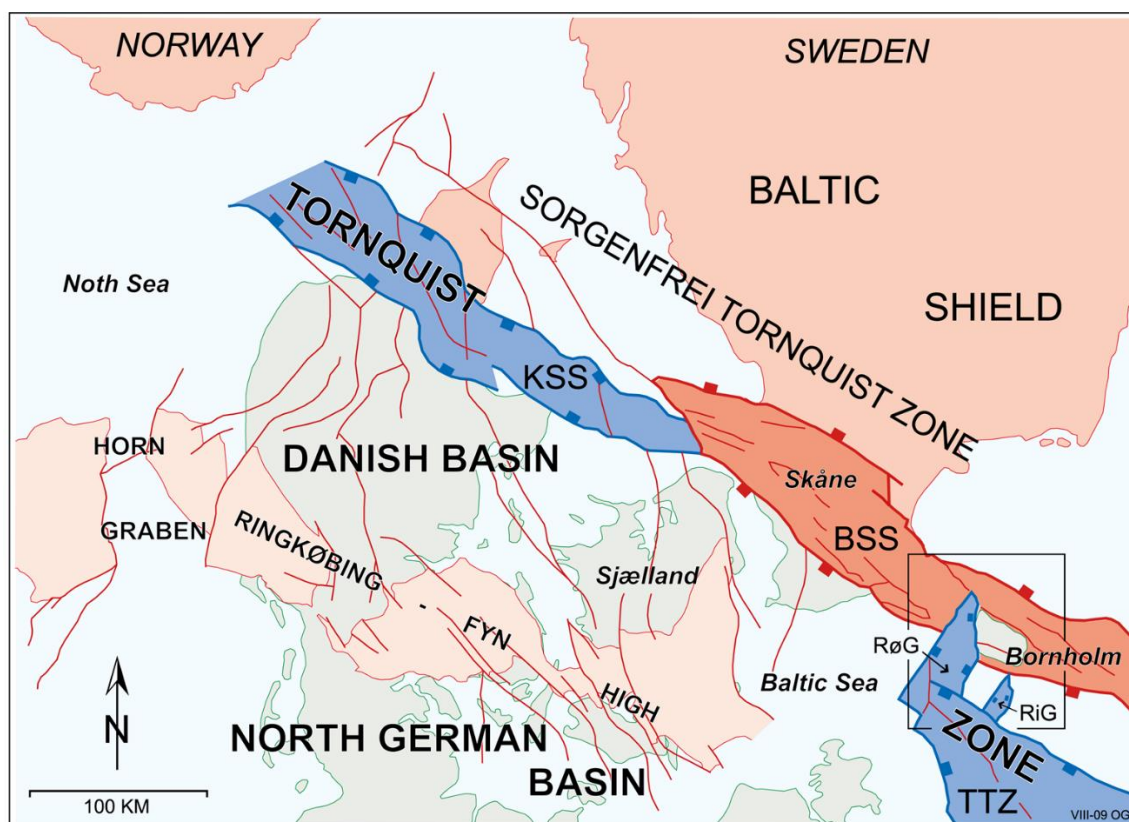 NORWAY
SWEDEN
BALTIC
SHIELD
TORNQUIST
SORGENFREI TORNQUIST ZONE
Noth Sea
KSS
HORN
GRABEN
DANISH BASIN
Skåne
BSS
RINGKØBING
FYN
HIGH
Sjælland
RøG
Bornholm
Baltic Sea
RiG
N
NORTH GERMAN
BASIN
ZONE
TTZ
100 KM
VIII-09 OG